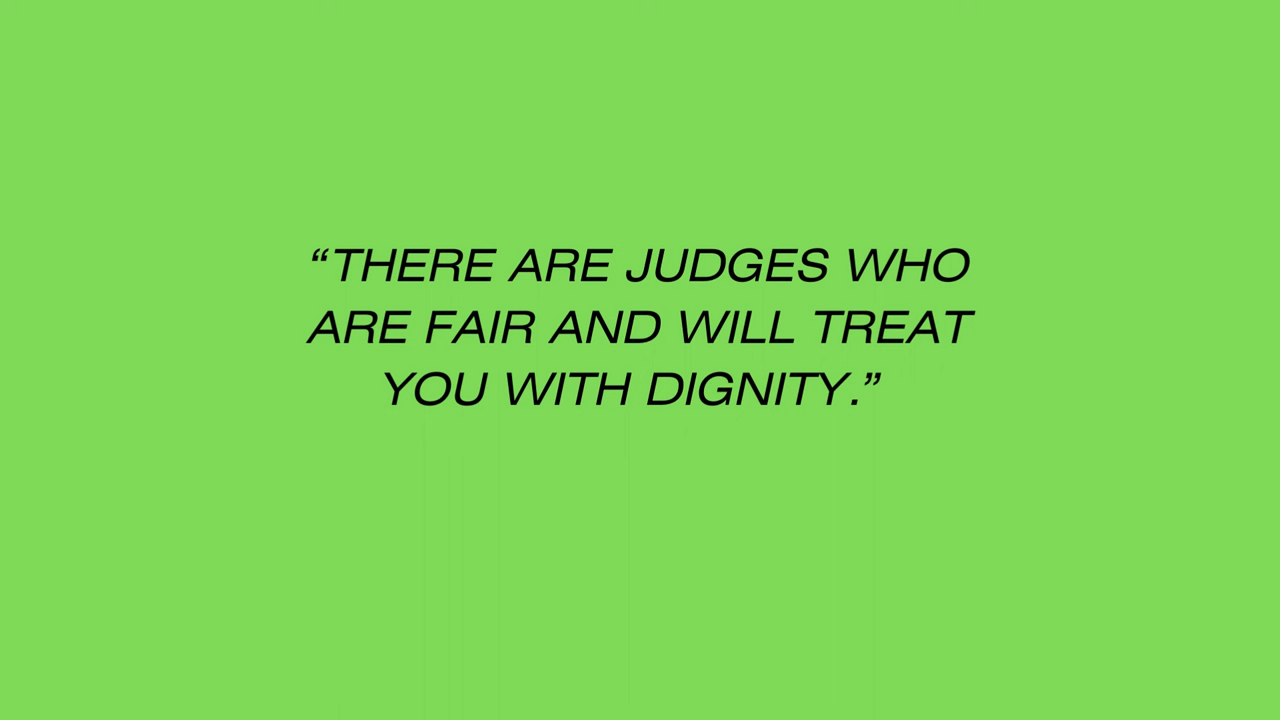 “THERE ARE JUDGES WHO
ARE FAIR AND WILL TREAT
YOU WITH DIGNITY.”